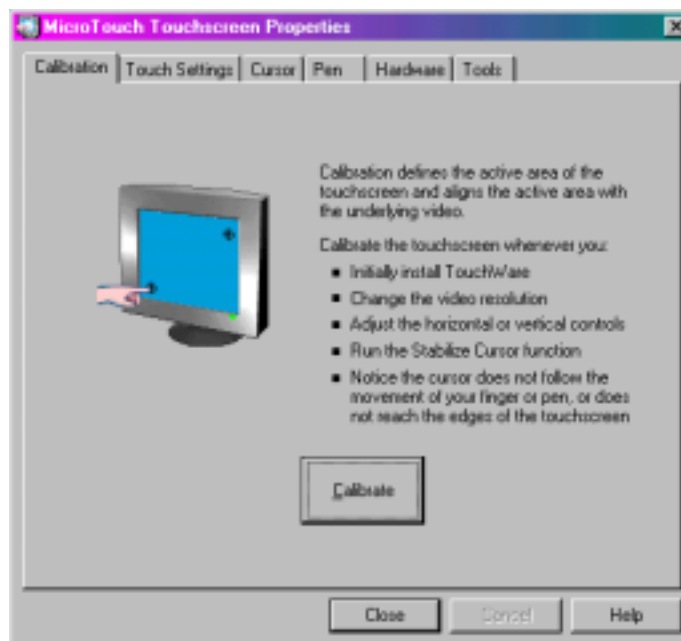 MicroTouch Touchscreen Properties
Calibration Touch Settings Cursor Pen Hardware Tools
Calibration defines the active area of the
touchscreen and aligns the active area with
the underlying video.
Calibrate the touchscreen whenever you:
▪ Initially install TouchWare
▪ Change the video resolution
▪ Adjust the horizontal or vertical controls
▪ Run the Stabilize Cursor function
▪ Notice the cursor does not follow the
movement of your finger or pen, or does
not reach the edges of the touchscreen
Calibrate
Close Cancel Help